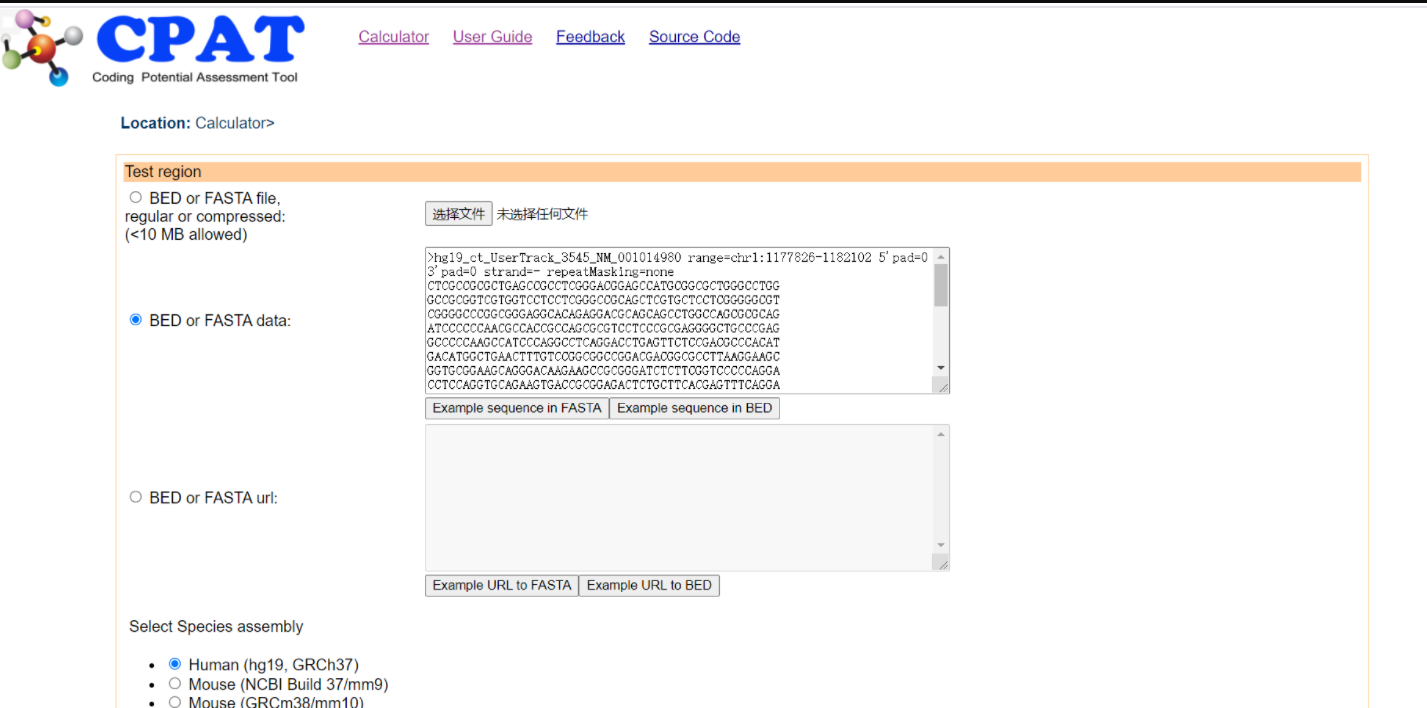 CPAT
Coding Potential Assessment Tool
Calculator User Guide Feedback Source Code
Location: Calculator>
Test region
BED or FASTA file,
regular or compressed:
(<10 MB allowed)
选择文件 未选择任何文件
BED or FASTA data:
>hg19_ct_UserTrack_3545_NM_001014980 range=chr1:1177826-1182102 5'pad=0
3'pad=0 strand=- repeatMasking=none
CTCGCCGCGCTGAGCCGCCTCGGGACGGAGCCATGCGGCGCTGGGCCTGG
GCCGCGGTCGTGGTCCTCCTCGGGCCGCAGCTCGTGCTCCTCGGGGGCGT
CGGGGCCCGGCGGGAGGCACAGAGGACGCAGCAGCCTGGCCAGCGCGCAG
ATCCCCCCAACGCCACCGCCAGCGCGTCCTCCCGCGAGGGGCTGCCCGAG
GCCCCCAAGCCATCCCAGGCCTCAGGACCTGAGTTCTCCGACGCCCACAT
GACATGGCTGAACTTTGTCCGGCGGCCGGACGACGGCGCCTTAAGGAAGC
GGTGCGGAAGCAGGGACAAGAAGCCGCGGGATCTCTTCGGTCCCCCAGGA
CCTCCAGGTGCAGAAGTGACCGCGGAGACTCTGCTTCACGAGTTTCAGGA
Example sequence in FASTA Example sequence in BED
BED or FASTA url:
Example URL to FASTA Example URL to BED
Select Species assembly
Human (hg19, GRCh37)
Mouse (NCBI Build 37/mm9)
Mouse (GRCm38/mm10)